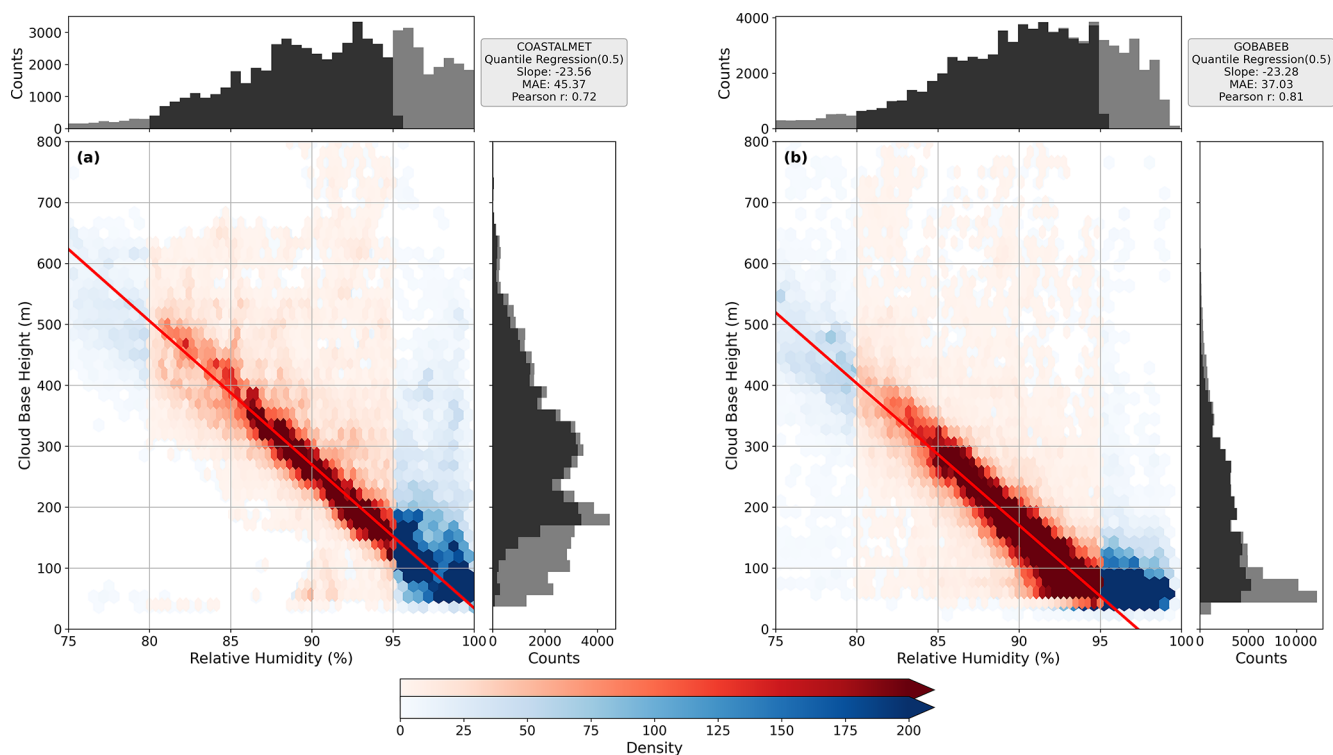 3000
2000
1000
0
Counts
COASTALMET
Quantile Regression(0.5)
Slope: -23.56
MAE: 45.37
Pearson r: 0.72
4000
2000
0
Counts
GOBABEB
Quantile Regression(0.5)
Slope: -23.28
MAE: 37.03
Pearson r: 0.81
(a)
800
700
600
500
400
300
200
100
0
Cloud Base Height (m)
75 80 85 90 95 100
Relative Humidity (%)
0 2000 4000
Counts
(b)
800
700
600
500
400
300
200
100
0
Cloud Base Height (m)
75 80 85 90 95 100
Relative Humidity (%)
0 5000 10000
Counts
0 25 50 75 100 125 150 175 200
Density